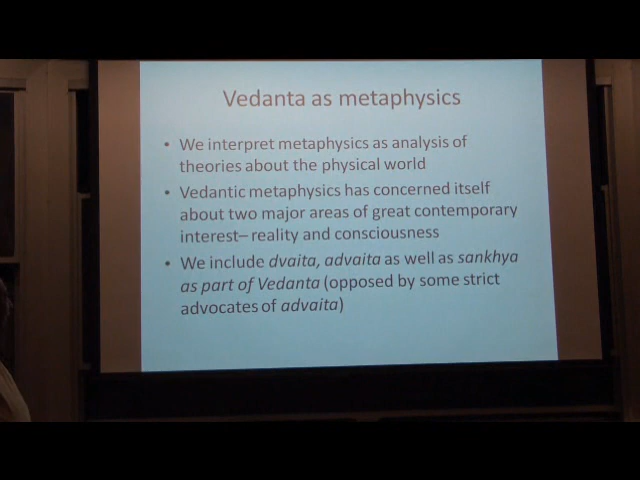 Vedanta as metaphysics
• We interpret metaphysics as analysis of
theories about the physical world
• Vedantic metaphysics has concerned itself
about two major areas of great contemporary
interest– reality and consciousness
• We include dvaita, advaita as well as sankhya
as part of Vedanta (opposed by some strict
advocates of advaita)